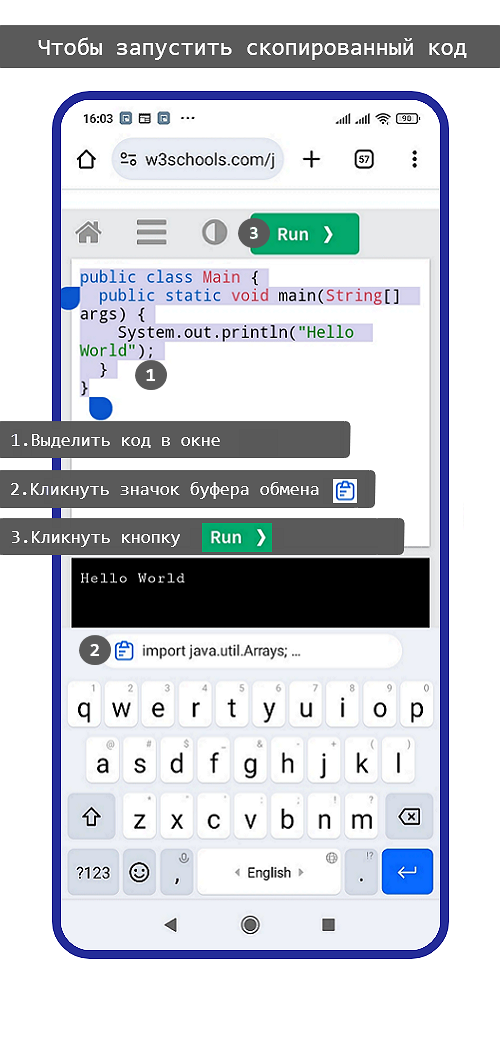 Чтобы запустить скопированный код
16:03
90
w3schools.com/j
57
3 Run ❯
public class Main {
public static void main(String[]
args) {
System.out.println("Hello
World");
}
1
}
1.Выделить код в окне
2.Кликнуть значок буфера обмена
3.Кликнуть кнопку Run ❯
Hello World
2 import java.util.Arrays; …
1 2 3 4 5 6 7 8 9 0
q w e r t y u i o p
@ # $ _ & - + ( )
a s d f g h j k l
* " ' : ; ! ?
z x c v b n m
!?
?123 , English .